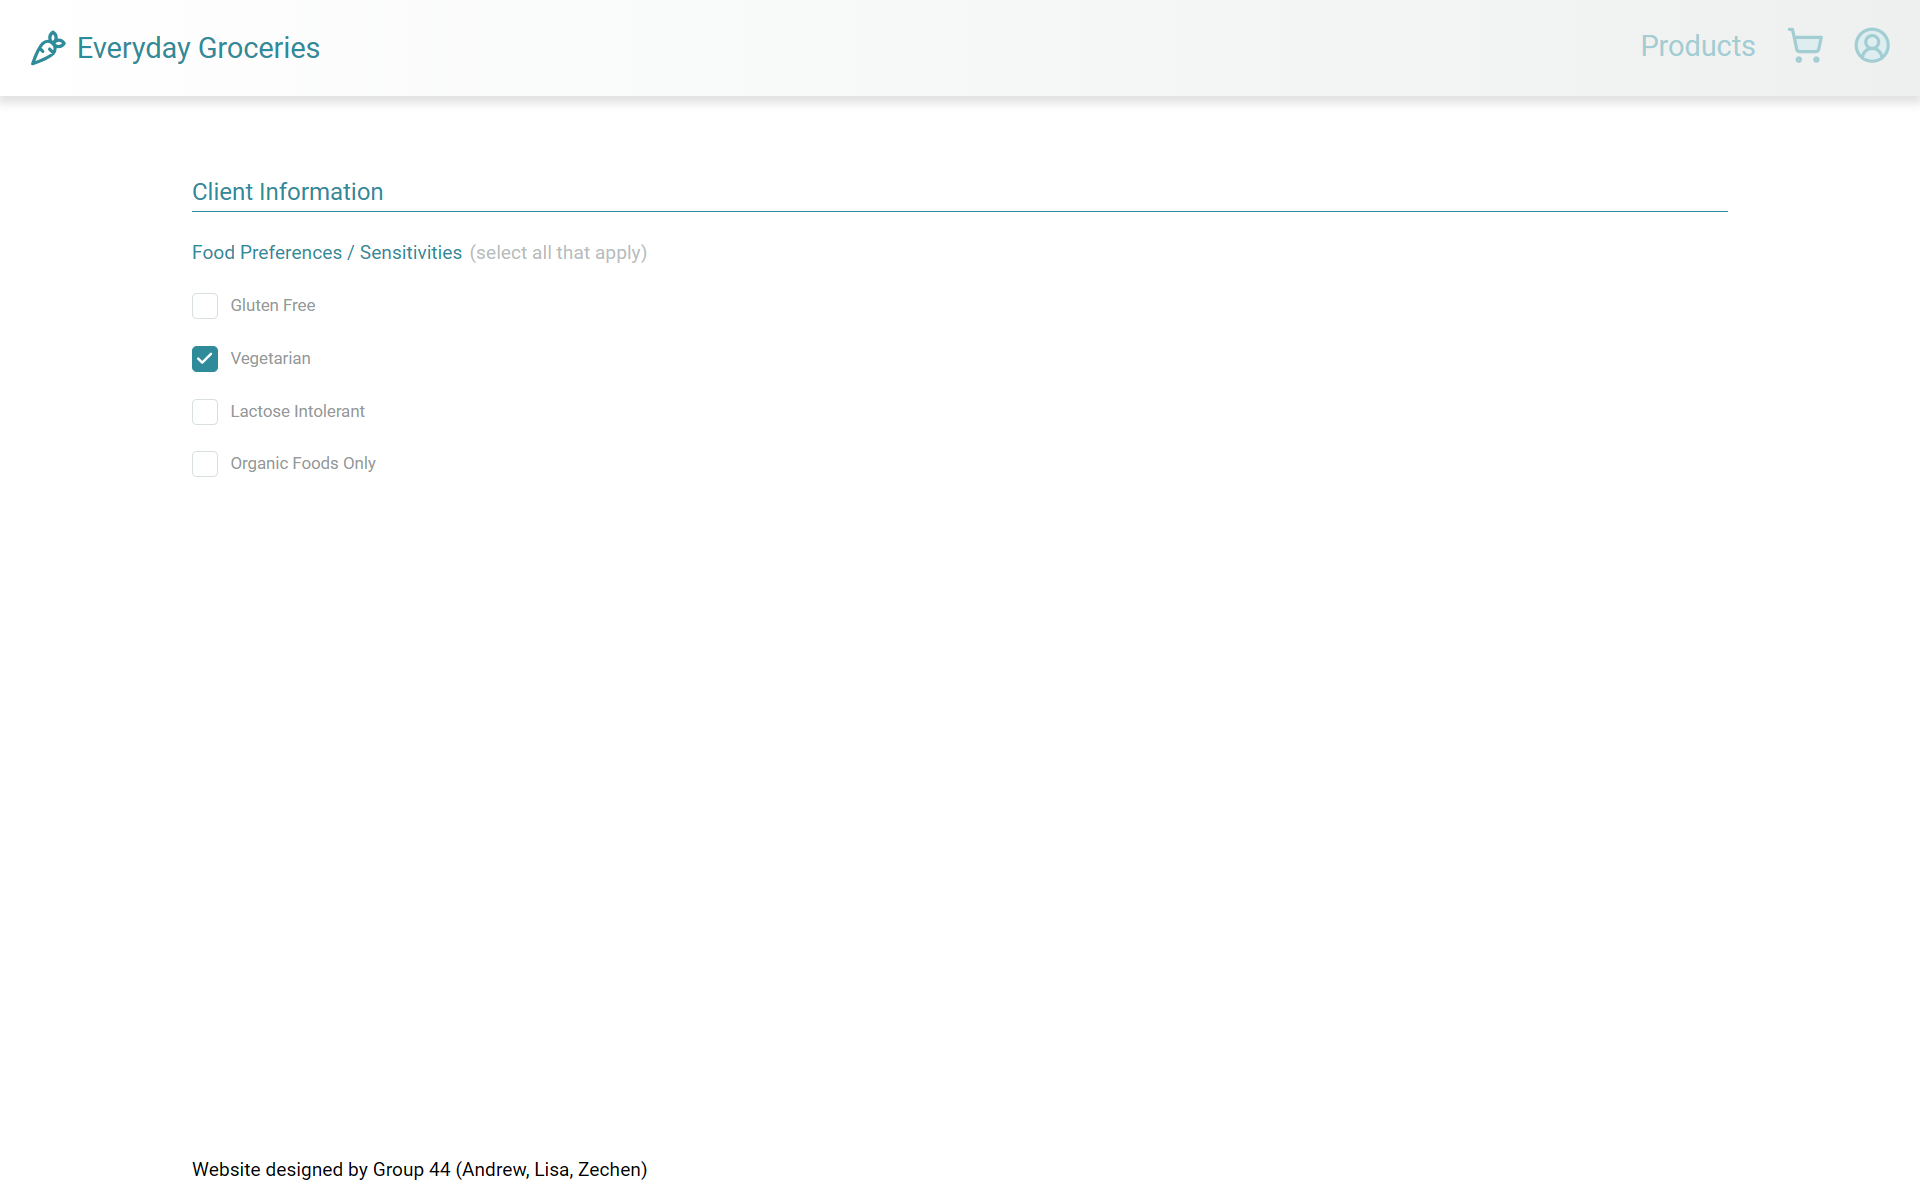 Everyday Groceries
Products
Client Information
Food Preferences / Sensitivities (select all that apply)
Gluten Free
Vegetarian
Lactose Intolerant
Organic Foods Only
Website designed by Group 44 (Andrew, Lisa, Zechen)